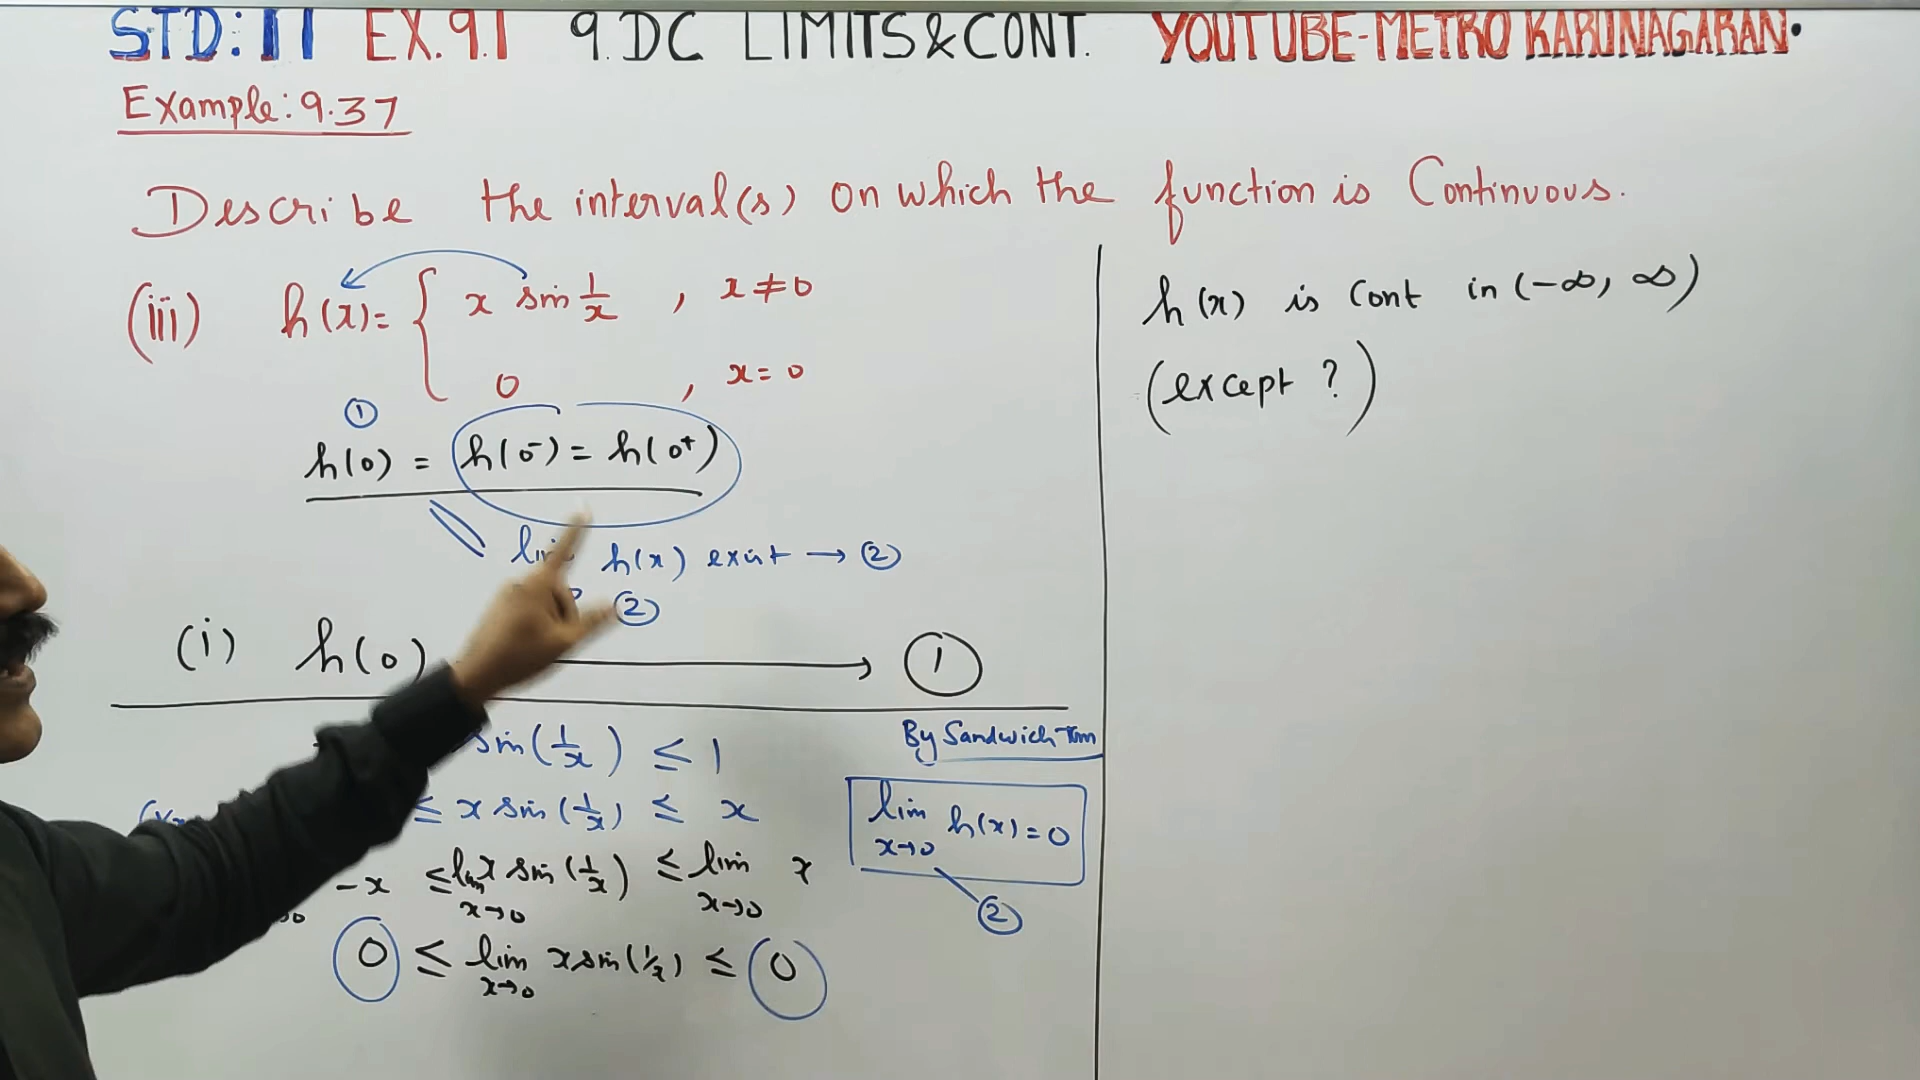 STD: 11 EX.9.1 9.DC LIMITS & CONT. YOUTUBE-METRO KARUNAGARAN.
Example: 9.37
Describe the interval(s) on which the function is Continuous.
(iii) h(x) = { x sin 1/x , x ≠ 0
0 , x = 0
①
h(0) = h(0⁻) = h(0⁺)
h(x) exist → ②
②
(i) h(0) → ①
sin(1/x) ≤ 1
≤ x sin(1/x) ≤ x
-x ≤ lim x→0 x sin(1/x) ≤ lim x→0 x
0 ≤ lim x→0 x sin(1/x) ≤ 0
By Sandwich Tm
lim x→0 h(x) = 0
②
h(x) is Cont in (-∞, ∞)
(except ?)